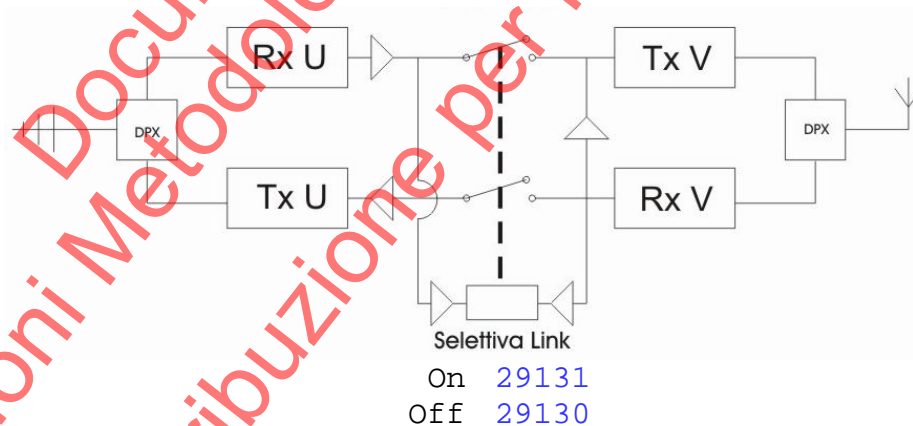 Rx U
Tx V
DPX
DPX
Tx U
Rx V
Selettiva Link
On 29131
Off 29130